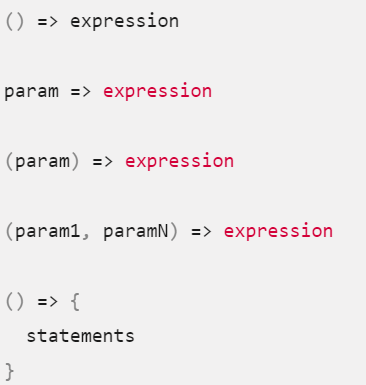 () => expression
param => expression
(param) => expression
(param1, paramN) => expression
() => {
  statements
}